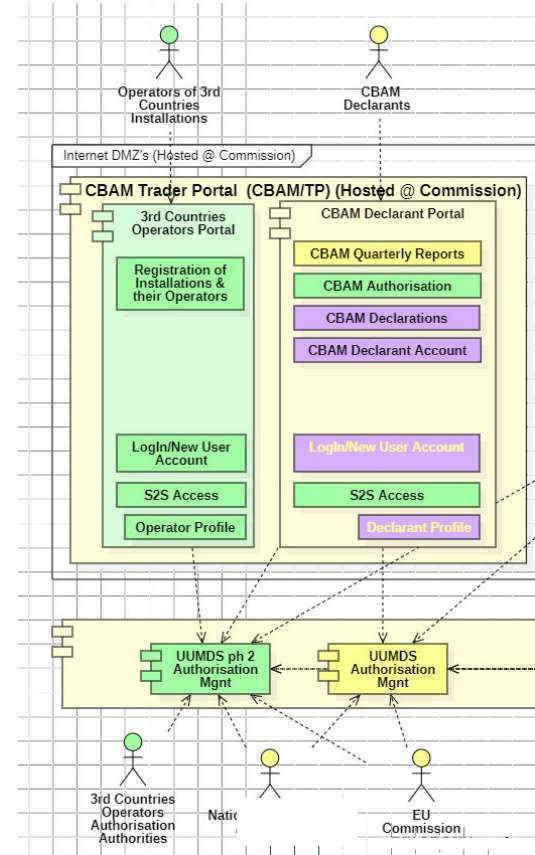 Operators of 3rd
Countries
Installations
CBAM
Declarants
Internet DMZ's (Hosted @ Commission)
CBAM Trader Portal (CBAM/TP) (Hosted @ Commission)
3rd Countries
Operators Portal
Registration of
Installations &
their Operators
LogIn/New User
Account
S2S Access
Operator Profile
CBAM Declarant Portal
CBAM Quarterly Reports
CBAM Authorisation
CBAM Declarations
CBAM Declarant Account
LogIn/New User Account
S2S Access
Declarant Profile
UUMDS ph 2
Authorisation
Mgnt
UUMDS
Authorisation
Mgnt
3rd Countries
Operators
Authorisation
Authorities
EU
Commission